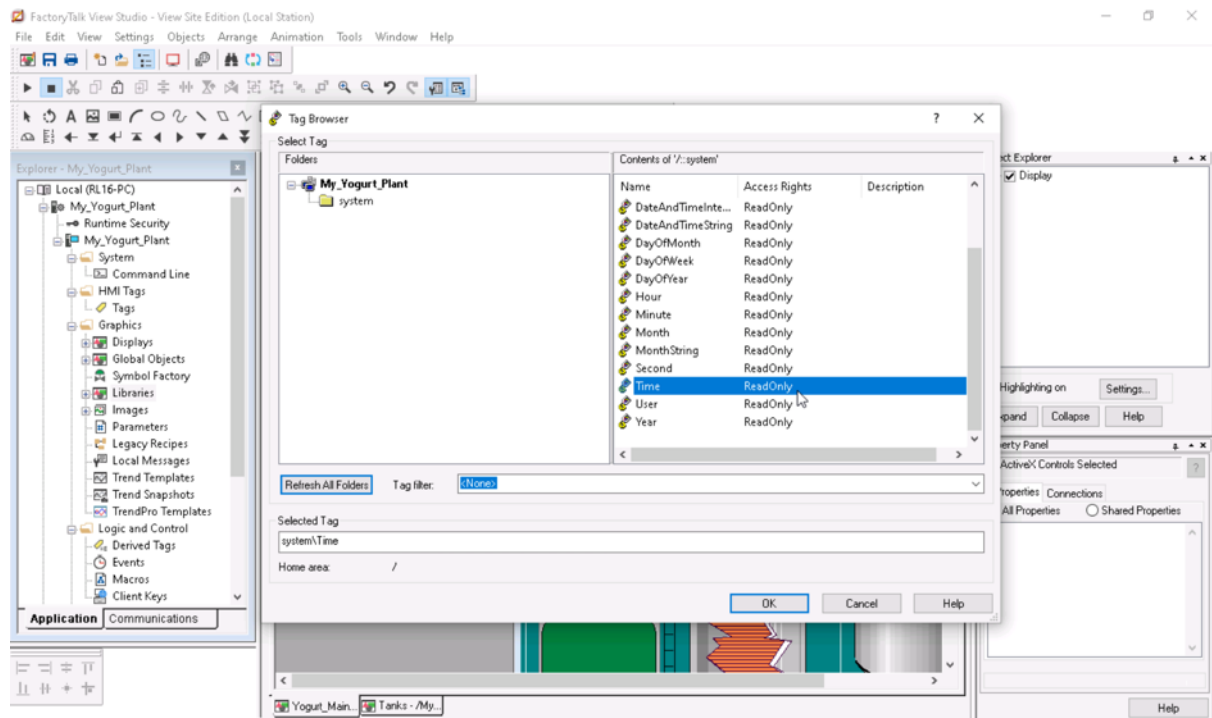 FactoryTalk View Studio - View Site Edition (Local Station)
File Edit View Settings Objects Arrange Animation Tools Window Help
Tag Browser
Select Tag
Folders
My_Yogurt_Plant
system
Contents of '/::system'
Name Access Rights Description
DateAndTimeInte... ReadOnly
DateAndTimeString ReadOnly
DayOfMonth ReadOnly
DayOfWeek ReadOnly
DayOfYear ReadOnly
Hour ReadOnly
Minute ReadOnly
Month ReadOnly
MonthString ReadOnly
Second ReadOnly
Time ReadOnly
User ReadOnly
Year ReadOnly
Refresh All Folders Tag filter: <None>
Selected Tag
system\Time
Home area: /
OK Cancel Help
Explorer - My_Yogurt_Plant
Local (RL16-PC)
My_Yogurt_Plant
Runtime Security
My_Yogurt_Plant
System
Command Line
HMI Tags
Tags
Graphics
Displays
Global Objects
Symbol Factory
Libraries
Images
Parameters
Legacy Recipes
Local Messages
Trend Templates
Trend Snapshots
TrendPro Templates
Logic and Control
Derived Tags
Events
Macros
Client Keys
Application Communications
ect Explorer
Display
Highlighting on Settings...
xpand Collapse Help
erty Panel
ActiveX Controls Selected
roperties Connections
All Properties Shared Properties
Yogurt_Main... Tanks - /My...
Help